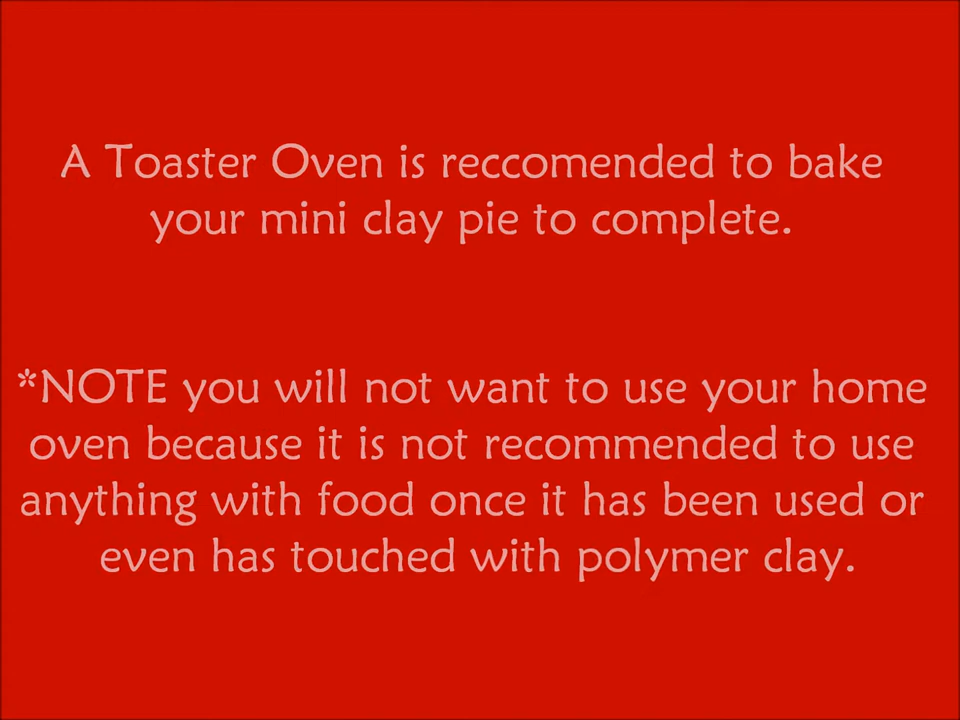 A Toaster Oven is reccomended to bake
your mini clay pie to complete.
*NOTE you will not want to use your home
oven because it is not recommended to use
anything with food once it has been used or
even has touched with polymer clay.